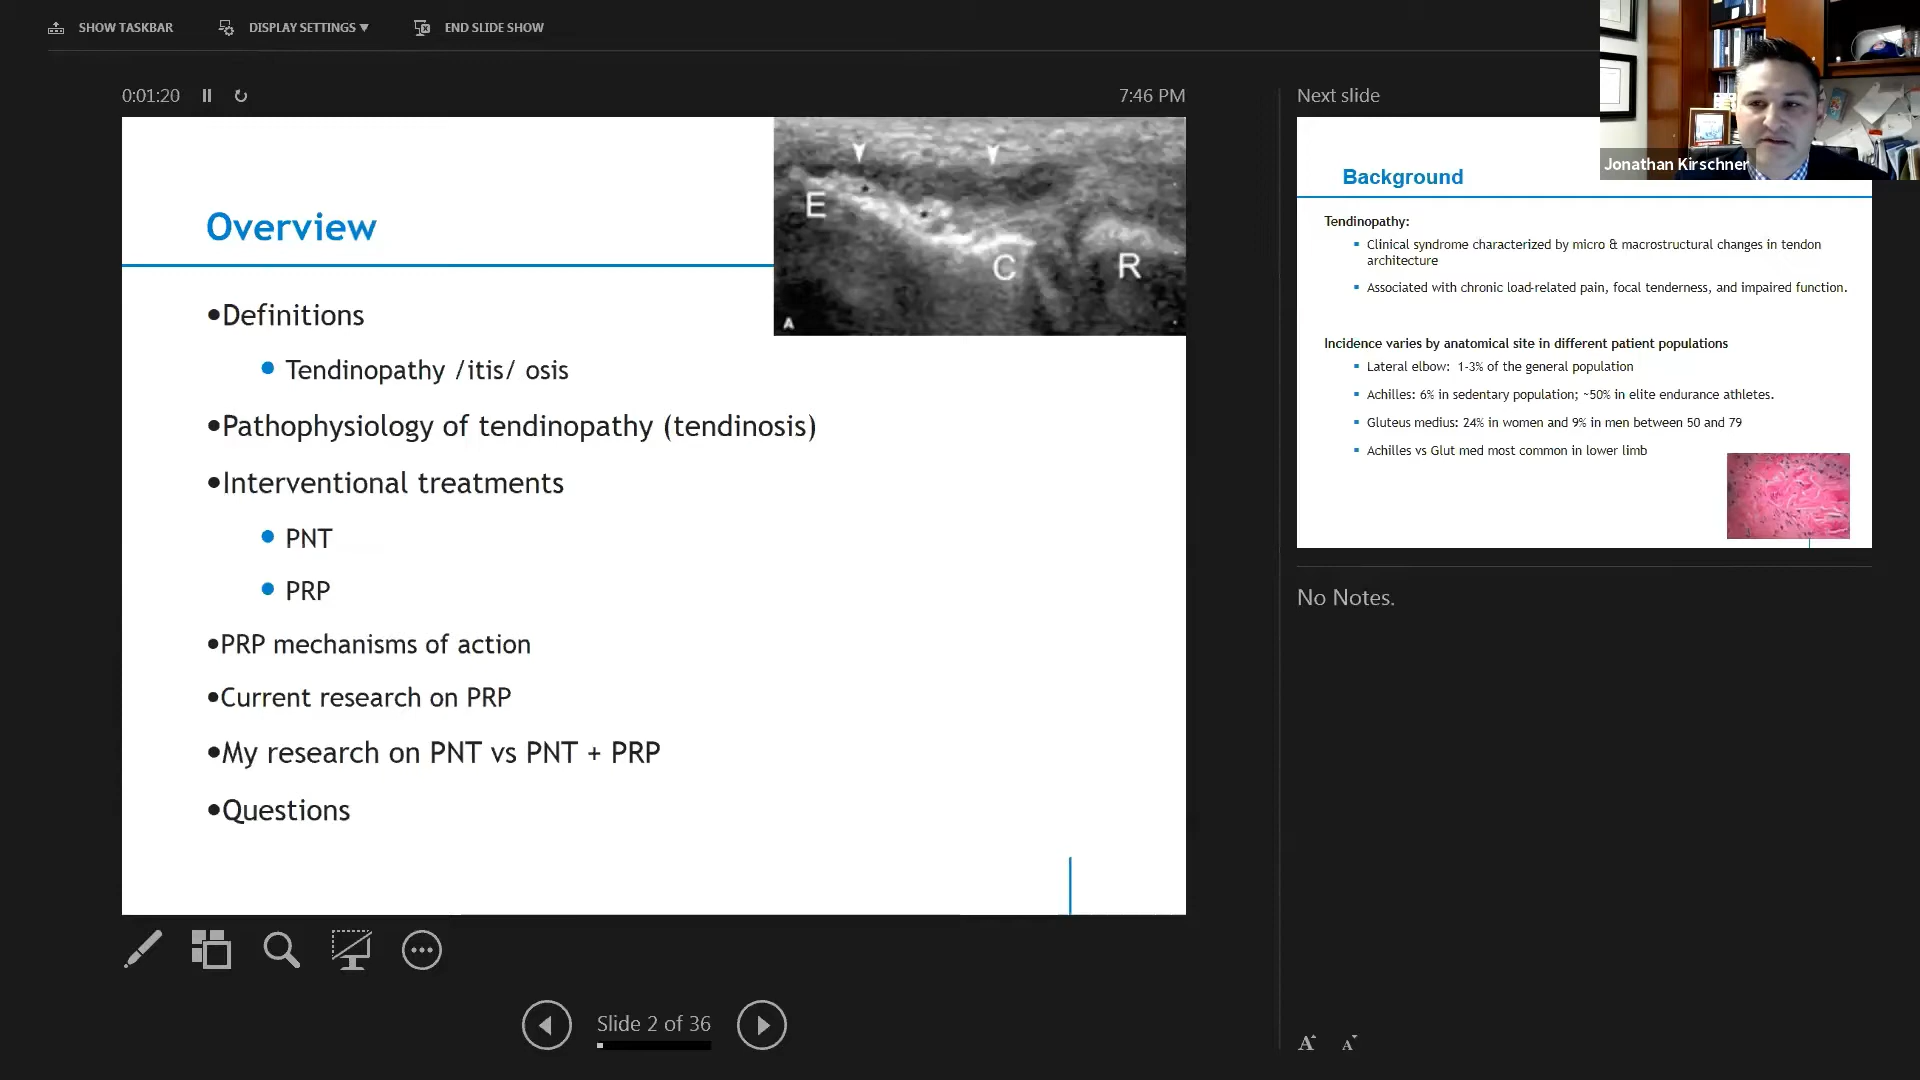 SHOW TASKBAR
DISPLAY SETTINGS ▼
END SLIDE SHOW
0:01:20
7:46 PM
Overview
E
C
R
A
•Definitions
• Tendinopathy /itis/ osis
•Pathophysiology of tendinopathy (tendinosis)
•Interventional treatments
• PNT
• PRP
•PRP mechanisms of action
•Current research on PRP
•My research on PNT vs PNT + PRP
•Questions
Slide 2 of 36
Next slide
Jonathan Kirschner
Background
Tendinopathy:
▪ Clinical syndrome characterized by micro & macrostructural changes in tendon
architecture
▪ Associated with chronic load-related pain, focal tenderness, and impaired function.
Incidence varies by anatomical site in different patient populations
▪ Lateral elbow: 1-3% of the general population
▪ Achilles: 6% in sedentary population; ~50% in elite endurance athletes.
▪ Gluteus medius: 24% in women and 9% in men between 50 and 79
▪ Achilles vs Glut med most common in lower limb
No Notes.
A A